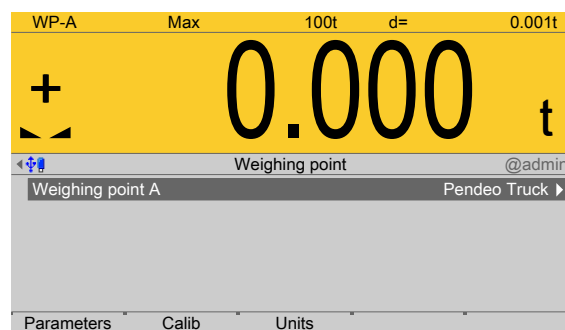 WP-A Max 100t d= 0.001t
+ 0.000 t
Weighing point @admin
Weighing point A Pendeo Truck
Parameters Calib Units